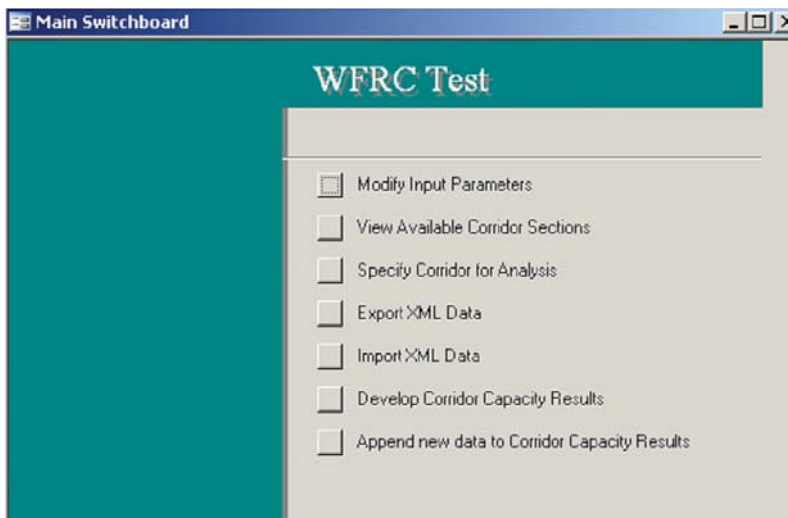 Main Switchboard
WFRC Test
Modify Input Parameters
View Available Corridor Sections
Specify Corridor for Analysis
Export XML Data
Import XML Data
Develop Corridor Capacity Results
Append new data to Corridor Capacity Results